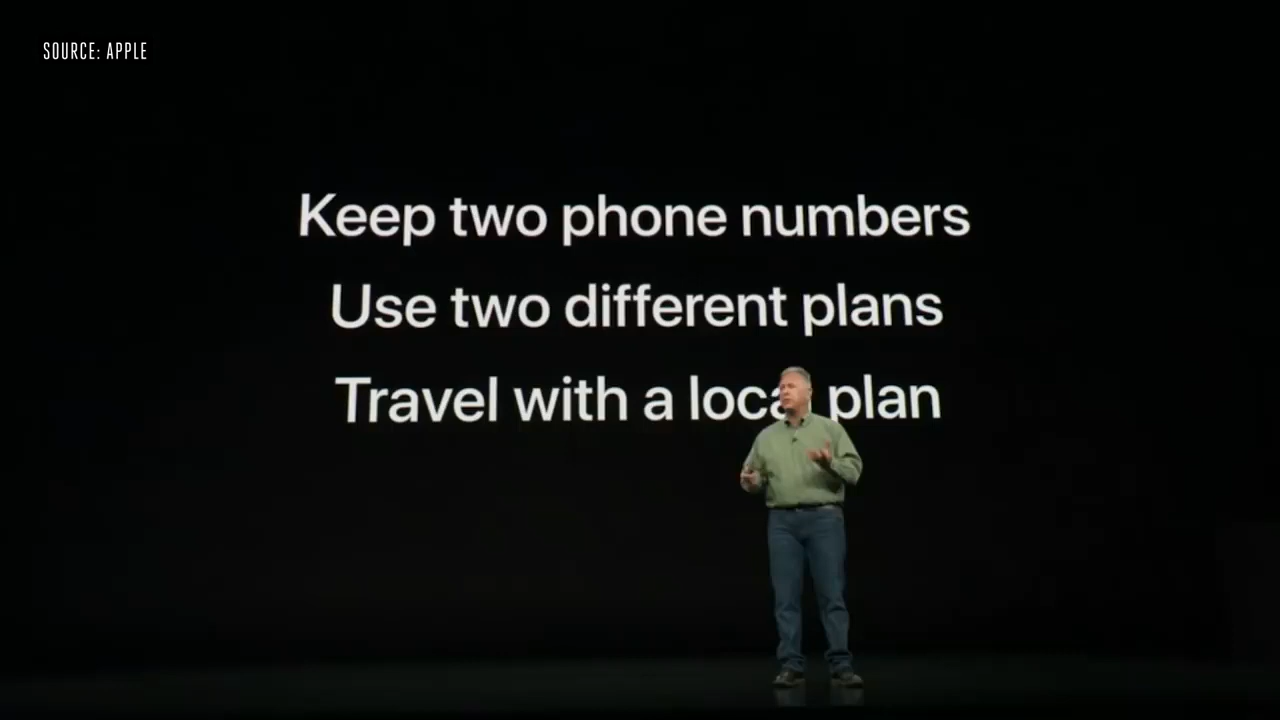 SOURCE: APPLE
Keep two phone numbers
Use two different plans
Travel with a local plan